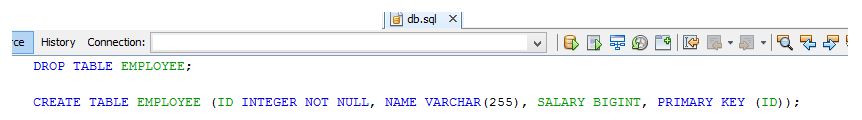 db.sql
rce History Connection:
DROP TABLE EMPLOYEE;
CREATE TABLE EMPLOYEE (ID INTEGER NOT NULL, NAME VARCHAR(255), SALARY BIGINT, PRIMARY KEY (ID));